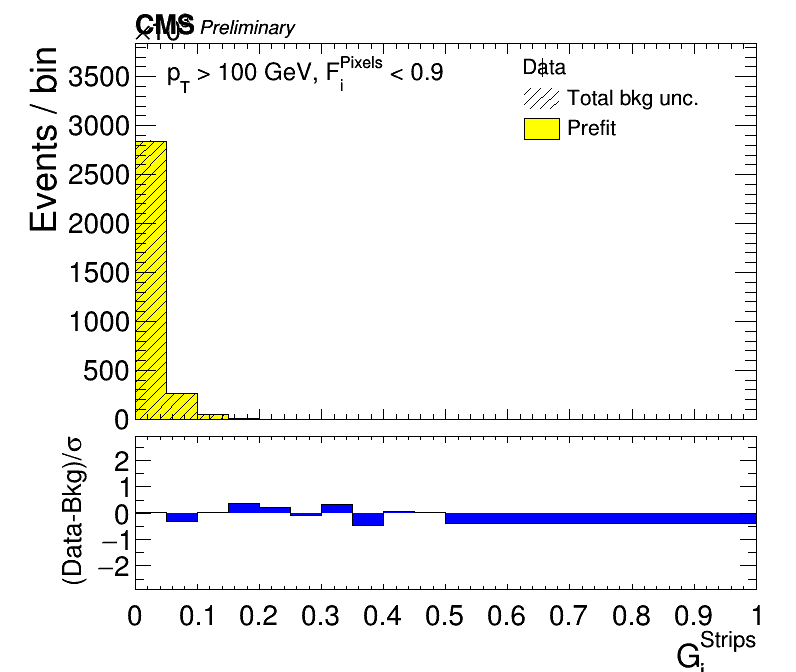 CMS Preliminary
×10³
Events / bin
3500
3000
2500
2000
1500
1000
500
0
p_T > 100 GeV, F_i^Pixels < 0.9
Data
Total bkg unc.
Prefit
(Data-Bkg)/σ
2
1
0
−1
−2
0 0.1 0.2 0.3 0.4 0.5 0.6 0.7 0.8 0.9 1
G_i^Strips